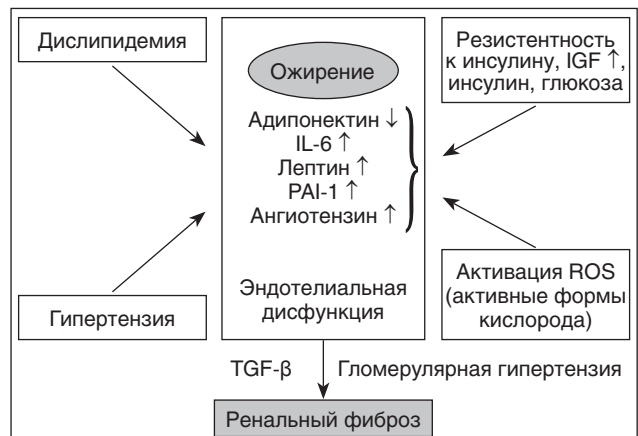 Дислипидемия
Ожирение
Резистентность
к инсулину, IGF ↑,
инсулин, глюкоза
Адипонектин ↓
IL-6 ↑
Лептин ↑
PAI-1 ↑
Ангиотензин ↑
Гипертензия
Эндотелиальная
дисфункция
Активация ROS
(активные формы
кислорода)
TGF-β
Гломерулярная гипертензия
Ренальный фиброз